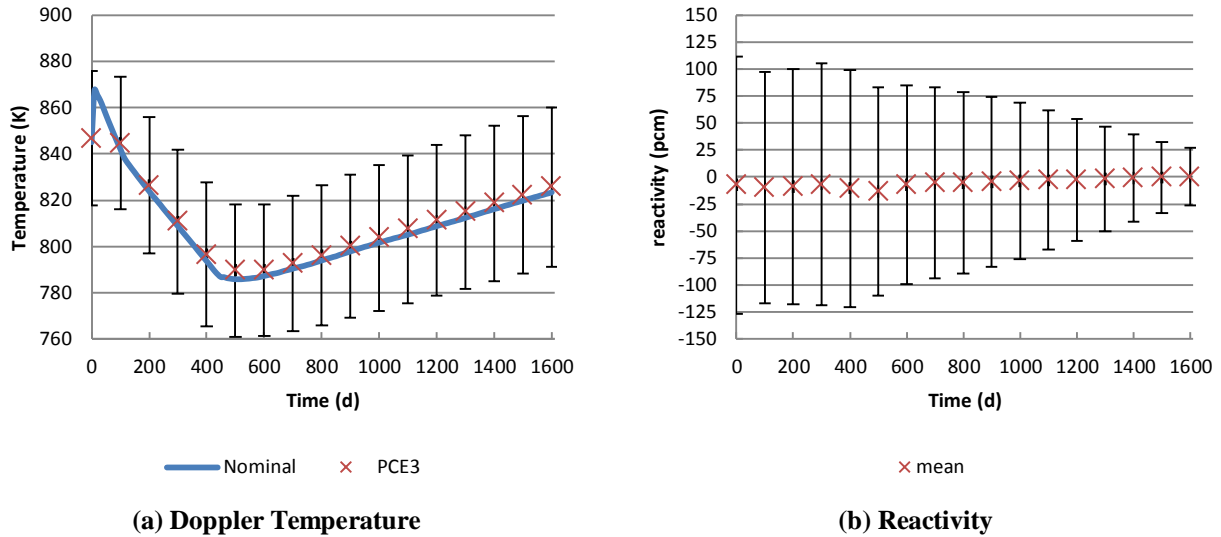 900
880
860
840
820
800
780
760
Temperature (K)
0 200 400 600 800 1000 1200 1400 1600
Time (d)
Nominal PCE3
(a) Doppler Temperature
150
125
100
75
50
25
0
-25
-50
-75
-100
-125
-150
reactivity (pcm)
0 200 400 600 800 1000 1200 1400 1600
Time (d)
mean
(b) Reactivity